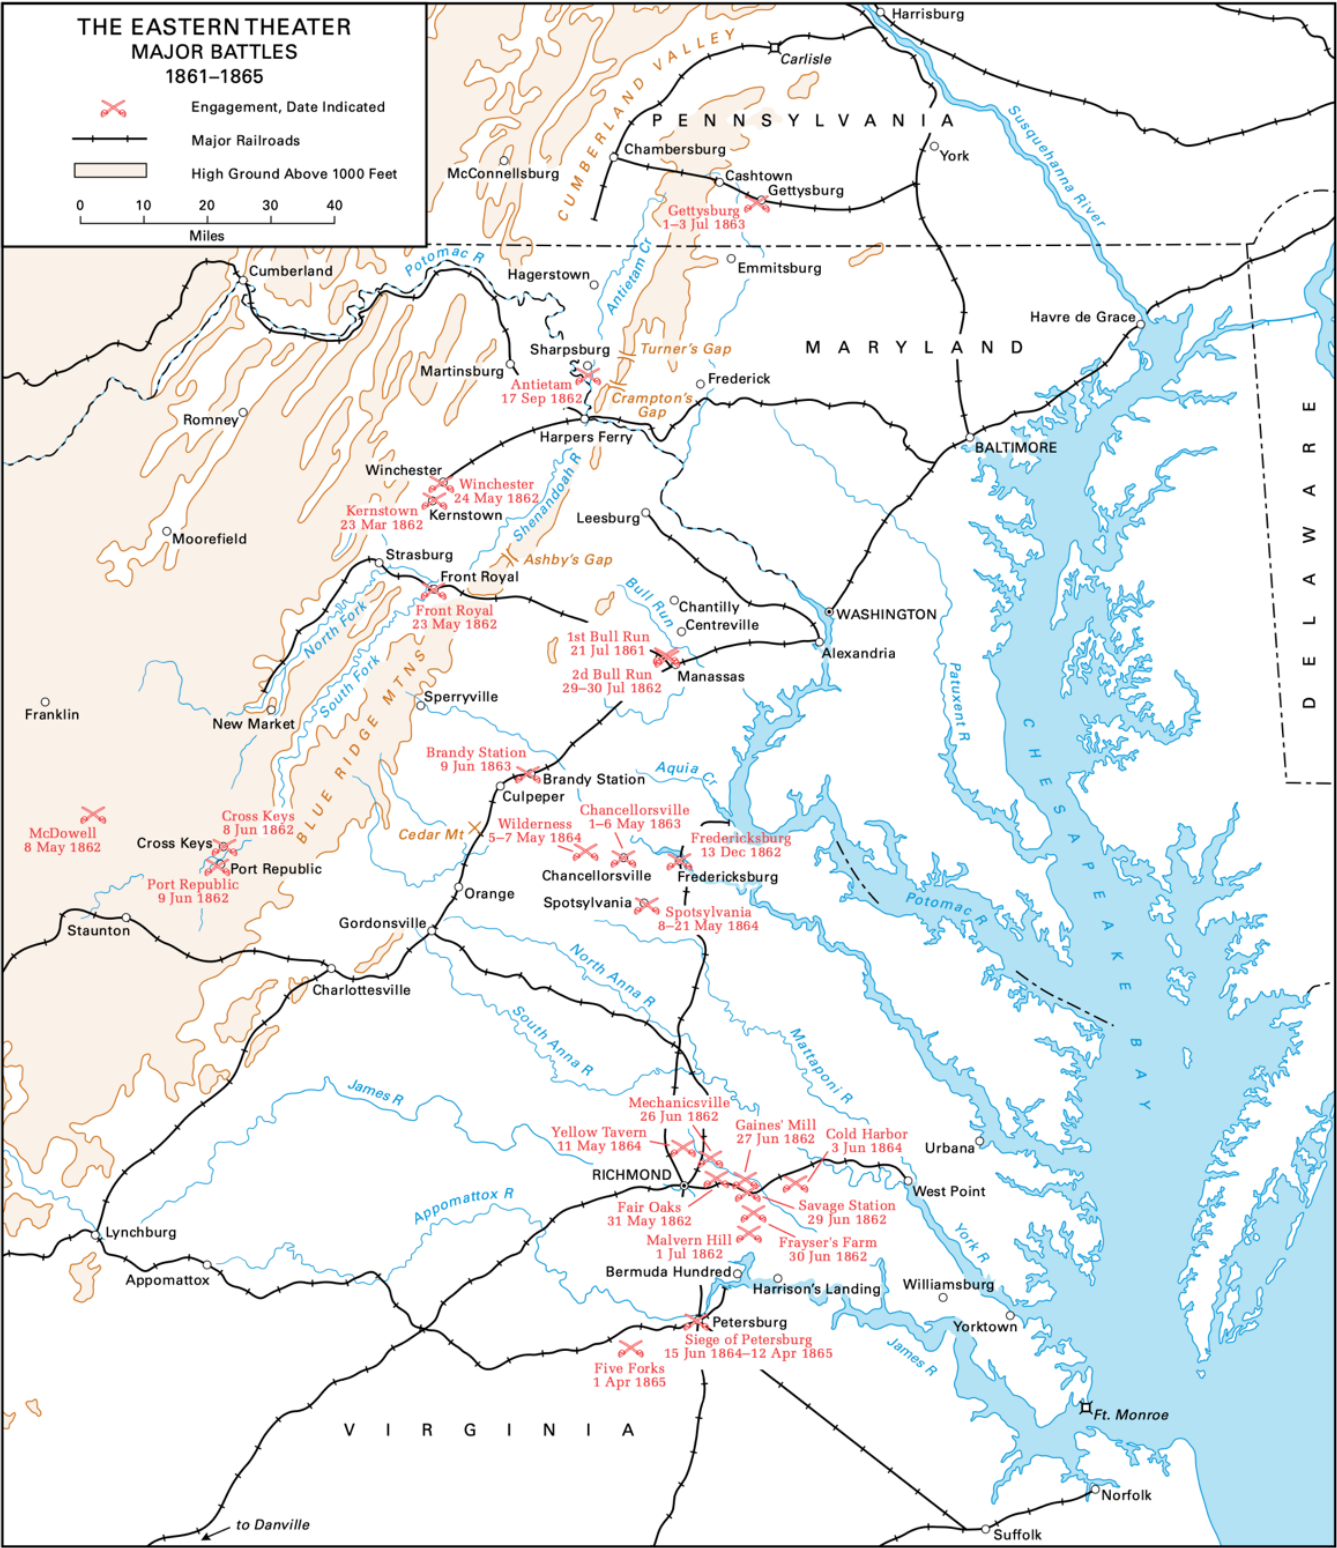 THE EASTERN THEATER
MAJOR BATTLES
1861–1865
Engagement, Date Indicated
Major Railroads
High Ground Above 1000 Feet
0 10 20 30 40
Miles
Harrisburg
CUMBERLAND VALLEY
Carlisle
PENNSYLVANIA
Susquehanna River
Chambersburg
York
McConnellsburg
Cashtown
Gettysburg
Gettysburg
1–3 Jul 1863
Potomac R
Cumberland
Hagerstown
Antietam Cr
Emmitsburg
Havre de Grace
MARYLAND
Sharpsburg
Turner's Gap
Martinsburg
Antietam
17 Sep 1862
Frederick
Crampton's
Gap
Romney
Harpers Ferry
BALTIMORE
DELAWARE
Winchester
Winchester
24 May 1862
Kernstown
23 Mar 1862
Kernstown
Shenandoah R
Leesburg
Moorefield
Strasburg
Ashby's Gap
Front Royal
Front Royal
23 May 1862
Bull Run
Chantilly
Centreville
WASHINGTON
North Fork
1st Bull Run
21 Jul 1861
Alexandria
2d Bull Run
29–30 Jul 1862
Manassas
South Fork
Patuxent R
Franklin
New Market
Sperryville
BLUE RIDGE MTNS
CHESAPEAKE BAY
Brandy Station
9 Jun 1863
Brandy Station
Aquia Cr
Culpeper
McDowell
8 May 1862
Cross Keys
8 Jun 1862
Cross Keys
Cedar Mt
Wilderness
5–7 May 1864
Chancellorsville
1–6 May 1863
Fredericksburg
13 Dec 1862
Port Republic
Port Republic
9 Jun 1862
Chancellorsville
Fredericksburg
Orange
Spotsylvania
Spotsylvania
8–21 May 1864
Potomac R
Staunton
Gordonsville
North Anna R
Charlottesville
South Anna R
Mattaponi R
James R
Mechanicsville
26 Jun 1862
Yellow Tavern
11 May 1864
Gaines' Mill
27 Jun 1862
Cold Harbor
3 Jun 1864
Urbana
RICHMOND
West Point
Appomattox R
Fair Oaks
31 May 1862
Savage Station
29 Jun 1862
Lynchburg
Malvern Hill
1 Jul 1862
Frayser's Farm
30 Jun 1862
York R
Appomattox
Bermuda Hundred
Harrison's Landing
Williamsburg
Petersburg
Yorktown
Siege of Petersburg
15 Jun 1864–12 Apr 1865
James R
Five Forks
1 Apr 1865
VIRGINIA
Ft. Monroe
Norfolk
to Danville
Suffolk